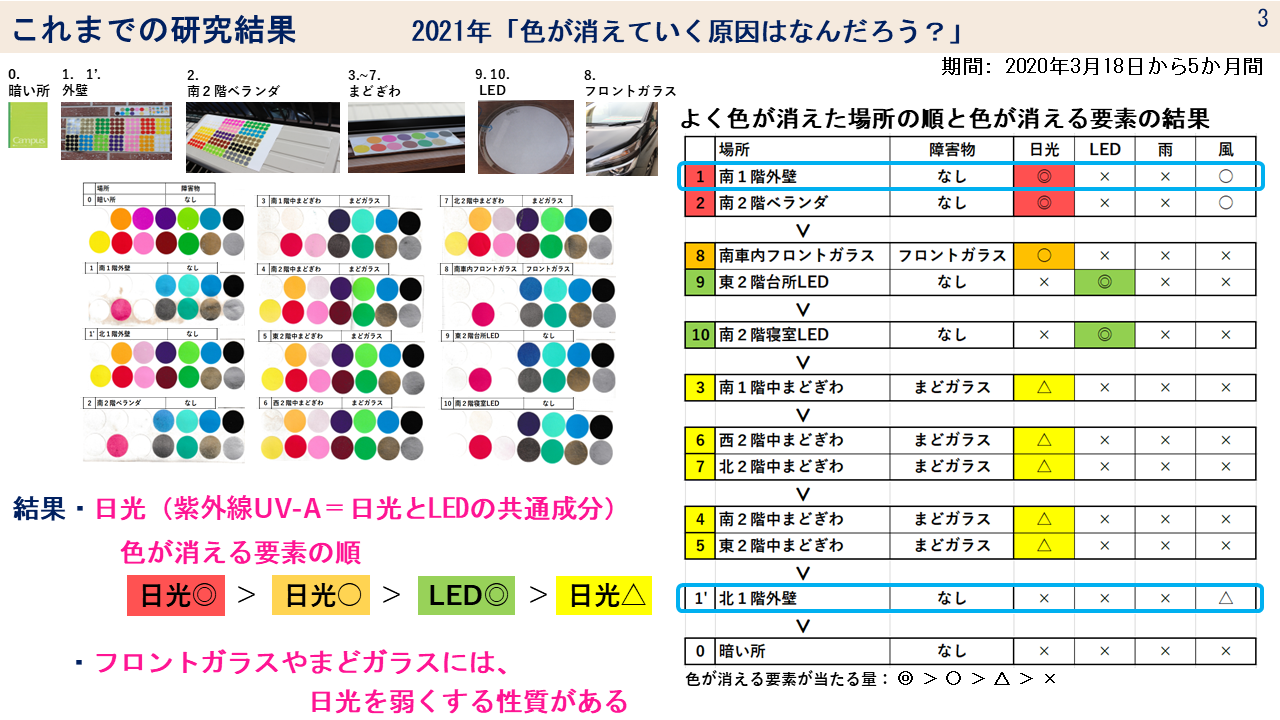 これまでの研究結果
2021年「色が消えていく原因はなんだろう？」
3
期間: 2020年3月18日から5か月間
0.
暗い所
1. 1’.
外壁
2.
南２階ベランダ
3.~7.
まどぎわ
9. 10.
LED
8.
フロントガラス
Campus
場所 障害物
0 暗い所 なし
1 南１階外壁 なし
1' 北１階外壁 なし
2 南２階ベランダ なし
3 南１階中まどぎわ まどガラス
4 南２階中まどぎわ まどガラス
5 東２階中まどぎわ まどガラス
6 西２階中まどぎわ まどガラス
7 北２階中まどぎわ まどガラス
8 南車内フロントガラス フロントガラス
9 東２階台所LED なし
10 南２階寝室LED なし
よく色が消えた場所の順と色が消える要素の結果
場所 障害物 日光 LED 雨 風
1 南１階外壁 なし ◎ × × ○
2 南２階ベランダ なし ◎ × × ○
∨
8 南車内フロントガラス フロントガラス ○ × × ×
9 東２階台所LED なし × ◎ × ×
∨
10 南２階寝室LED なし × ◎ × ×
∨
3 南１階中まどぎわ まどガラス △ × × ×
∨
6 西２階中まどぎわ まどガラス △ × × ×
7 北２階中まどぎわ まどガラス △ × × ×
∨
4 南２階中まどぎわ まどガラス △ × × ×
5 東２階中まどぎわ まどガラス △ × × ×
∨
1' 北１階外壁 なし × × × △
∨
0 暗い所 なし × × × ×
色が消える要素が当たる量：◎ > ○ > △ > ×
結果・日光（紫外線UV-A＝日光とLEDの共通成分）
色が消える要素の順
日光◎ > 日光○ > LED◎ > 日光△
・フロントガラスやまどガラスには、
日光を弱くする性質がある